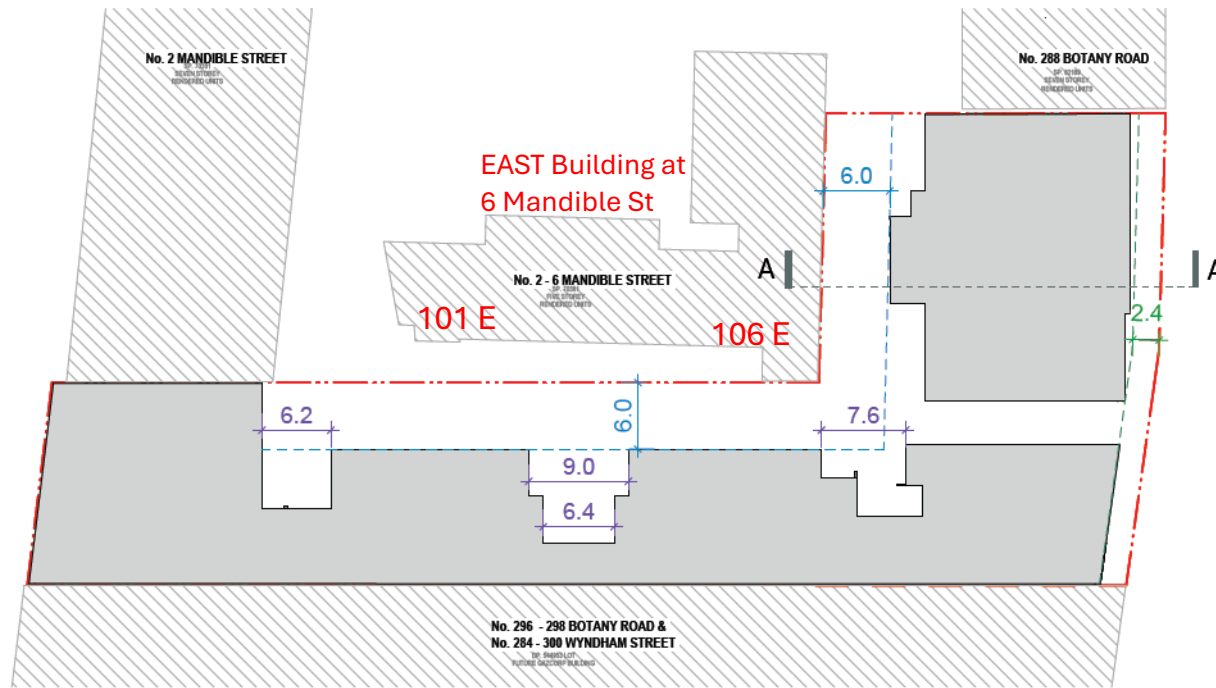 No. 2 MANDIBLE STREET
SEVEN STOREY
RENDERED UNITS
No. 288 BOTANY ROAD
SP. 62180
SEVEN STOREY
RENDERED UNITS
EAST Building at
6 Mandible St
6.0
A
A
No. 2 - 6 MANDIBLE STREET
FIVE STOREY
RENDERED UNITS
101 E
106 E
2.4
6.2
6.0
7.6
9.0
6.4
No. 296 - 298 BOTANY ROAD &
No. 284 - 300 WYNDHAM STREET
FUTURE GAZCORP BUILDING